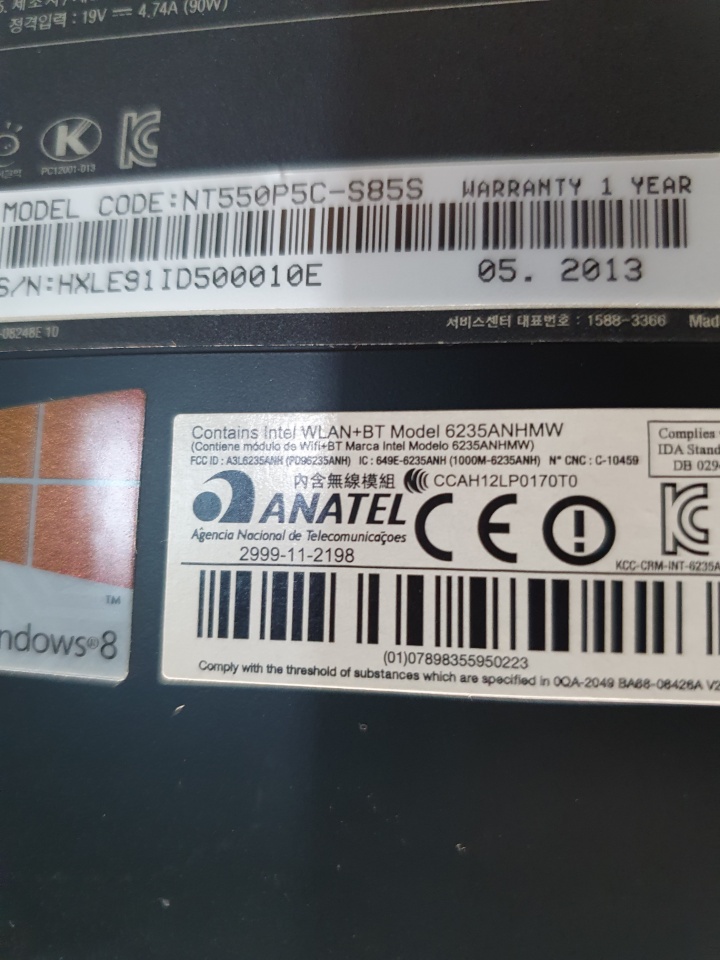 정격입력 : 19V ⎓ 4.74A (90W)
PC12001-013
MODEL CODE:NT550P5C-S85S WARRANTY 1 YEAR
S/N:HXLE91ID500010E 05. 2013
-06248E 1D
서비스센터 대표번호 : 1588-3366 Mad
Contains Intel WLAN+BT Model 6235ANHMW
(Contiene módulo de Wifi+BT Marca Intel Modelo 6235ANHMW)
FCC ID : A3L6235ANH (PD96235ANH) IC : 649E-6235ANH (1000M-6235ANH) N° CNC : C-10459
內含無線模組 CCAH12LP0170T0
Complies
IDA Stand
DB 029
ANATEL
Agência Nacional de Telecomunicações
2999-11-2198
CE
KCC-CRM-INT-6235A
(01)07898355950223
Comply with the threshold of substances which are specified in 0QA-2049 BA68-08426A V2
TM
ndows®8